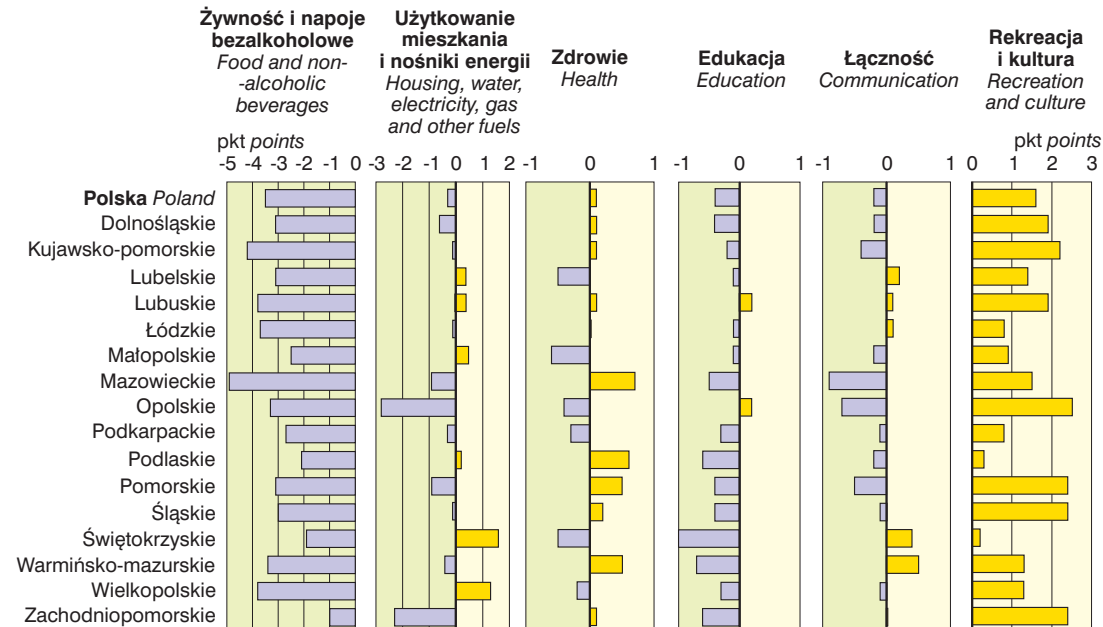 Żywność i napoje
bezalkoholowe
Food and non-
-alcoholic
beverages
Użytkowanie
mieszkania
i nośniki energii
Housing, water,
electricity, gas
and other fuels
Zdrowie
Health
Edukacja
Education
Łączność
Communication
Rekreacja
i kultura
Recreation
and culture
pkt points
pkt points
-5 -4 -3 -2 -1 0
-3 -2 -1 0 1 2
-1 0 1
-1 0 1
-1 0 1
0 1 2 3
Polska Poland
Dolnośląskie
Kujawsko-pomorskie
Lubelskie
Lubuskie
Łódzkie
Małopolskie
Mazowieckie
Opolskie
Podkarpackie
Podlaskie
Pomorskie
Śląskie
Świętokrzyskie
Warmińsko-mazurskie
Wielkopolskie
Zachodniopomorskie